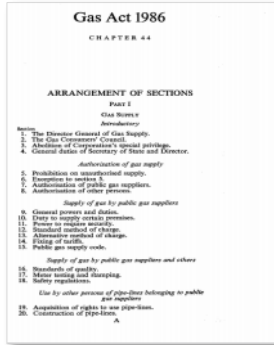 Gas Act 1986
CHAPTER 44
ARRANGEMENT OF SECTIONS
PART I
GAS SUPPLY
Introductory
Section
1. The Director General of Gas Supply.
2. The Gas Consumers' Council.
3. Abolition of Corporation's special privilege.
4. General duties of Secretary of State and Director.
Authorisation of gas supply
5. Prohibition on unauthorised supply.
6. Exception to section 5.
7. Authorisation of public gas suppliers.
8. Authorisation of other persons.
Supply of gas by public gas suppliers
9. General powers and duties.
10. Duty to supply certain premises.
11. Power to require security.
12. Standard method of charge.
13. Alternative method of charge.
14. Fixing of tariffs.
15. Public gas supply code.
Supply of gas by public gas suppliers and others
16. Standards of quality.
17. Meter testing and stamping.
18. Safety regulations.
Use by other persons of pipe-lines belonging to public
gas suppliers
19. Acquisition of rights to use pipe-lines.
20. Construction of pipe-lines.
A